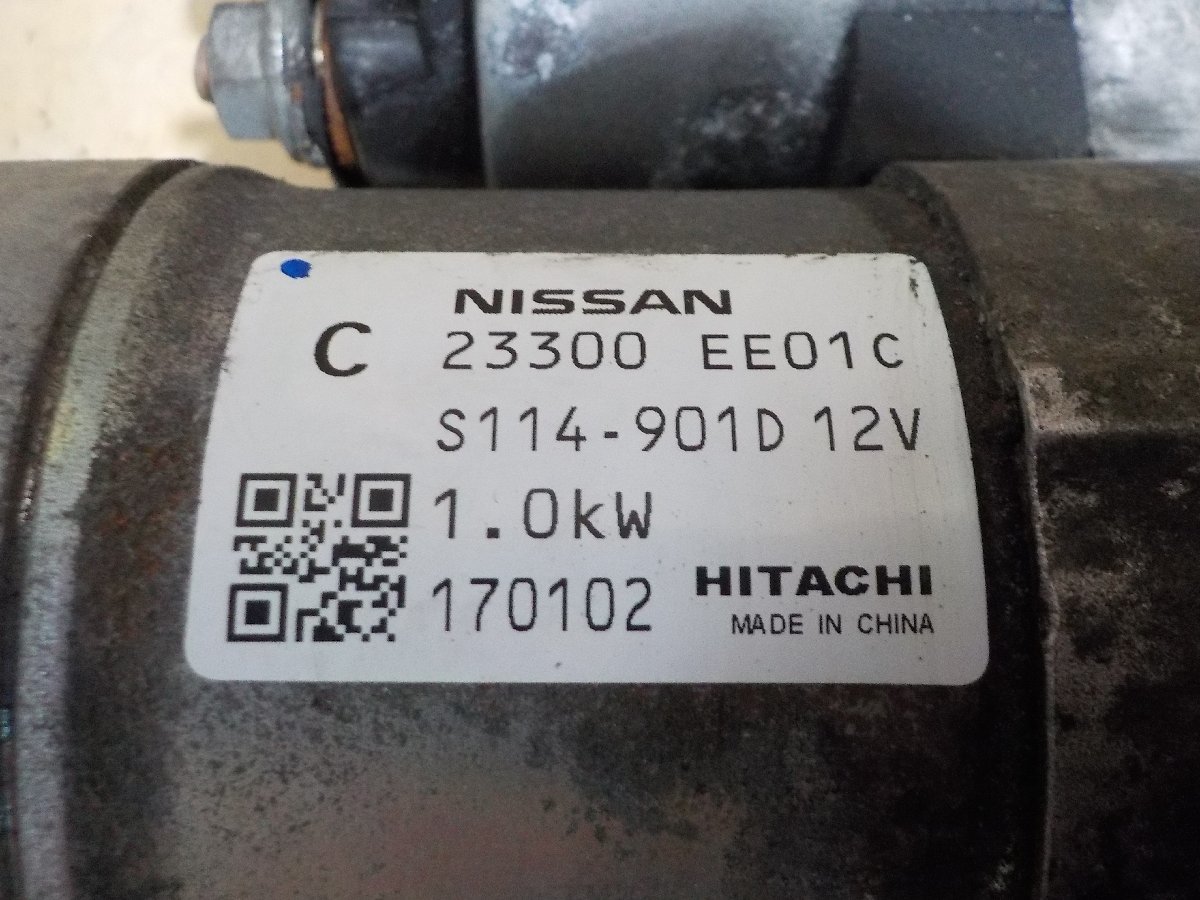 NISSAN
C 23300 EE01C
S114-901D 12V
1.0kW
170102 HITACHI
MADE IN CHINA